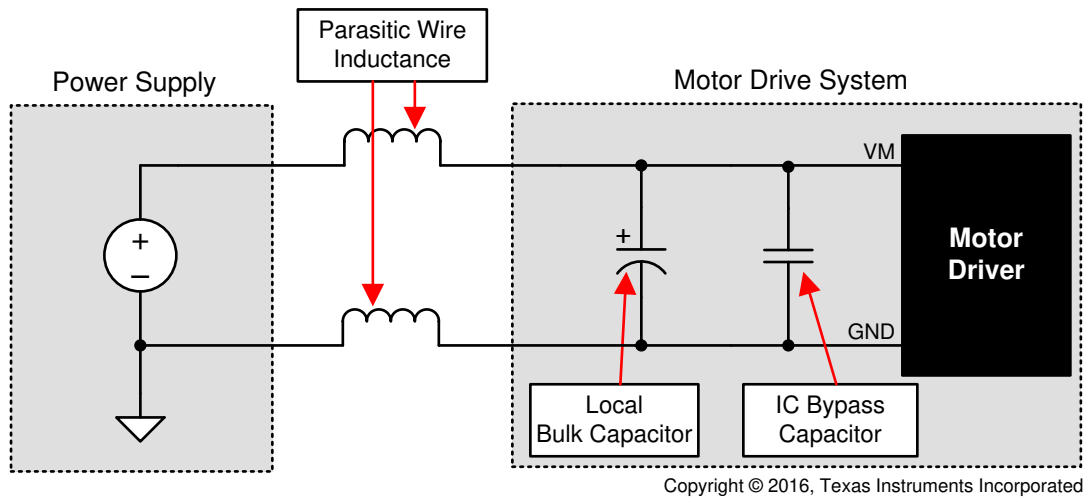 Parasitic Wire
Inductance
Power Supply
Motor Drive System
VM
+
–
+
Motor
Driver
GND
Local
Bulk Capacitor
IC Bypass
Capacitor
Copyright © 2016, Texas Instruments Incorporated